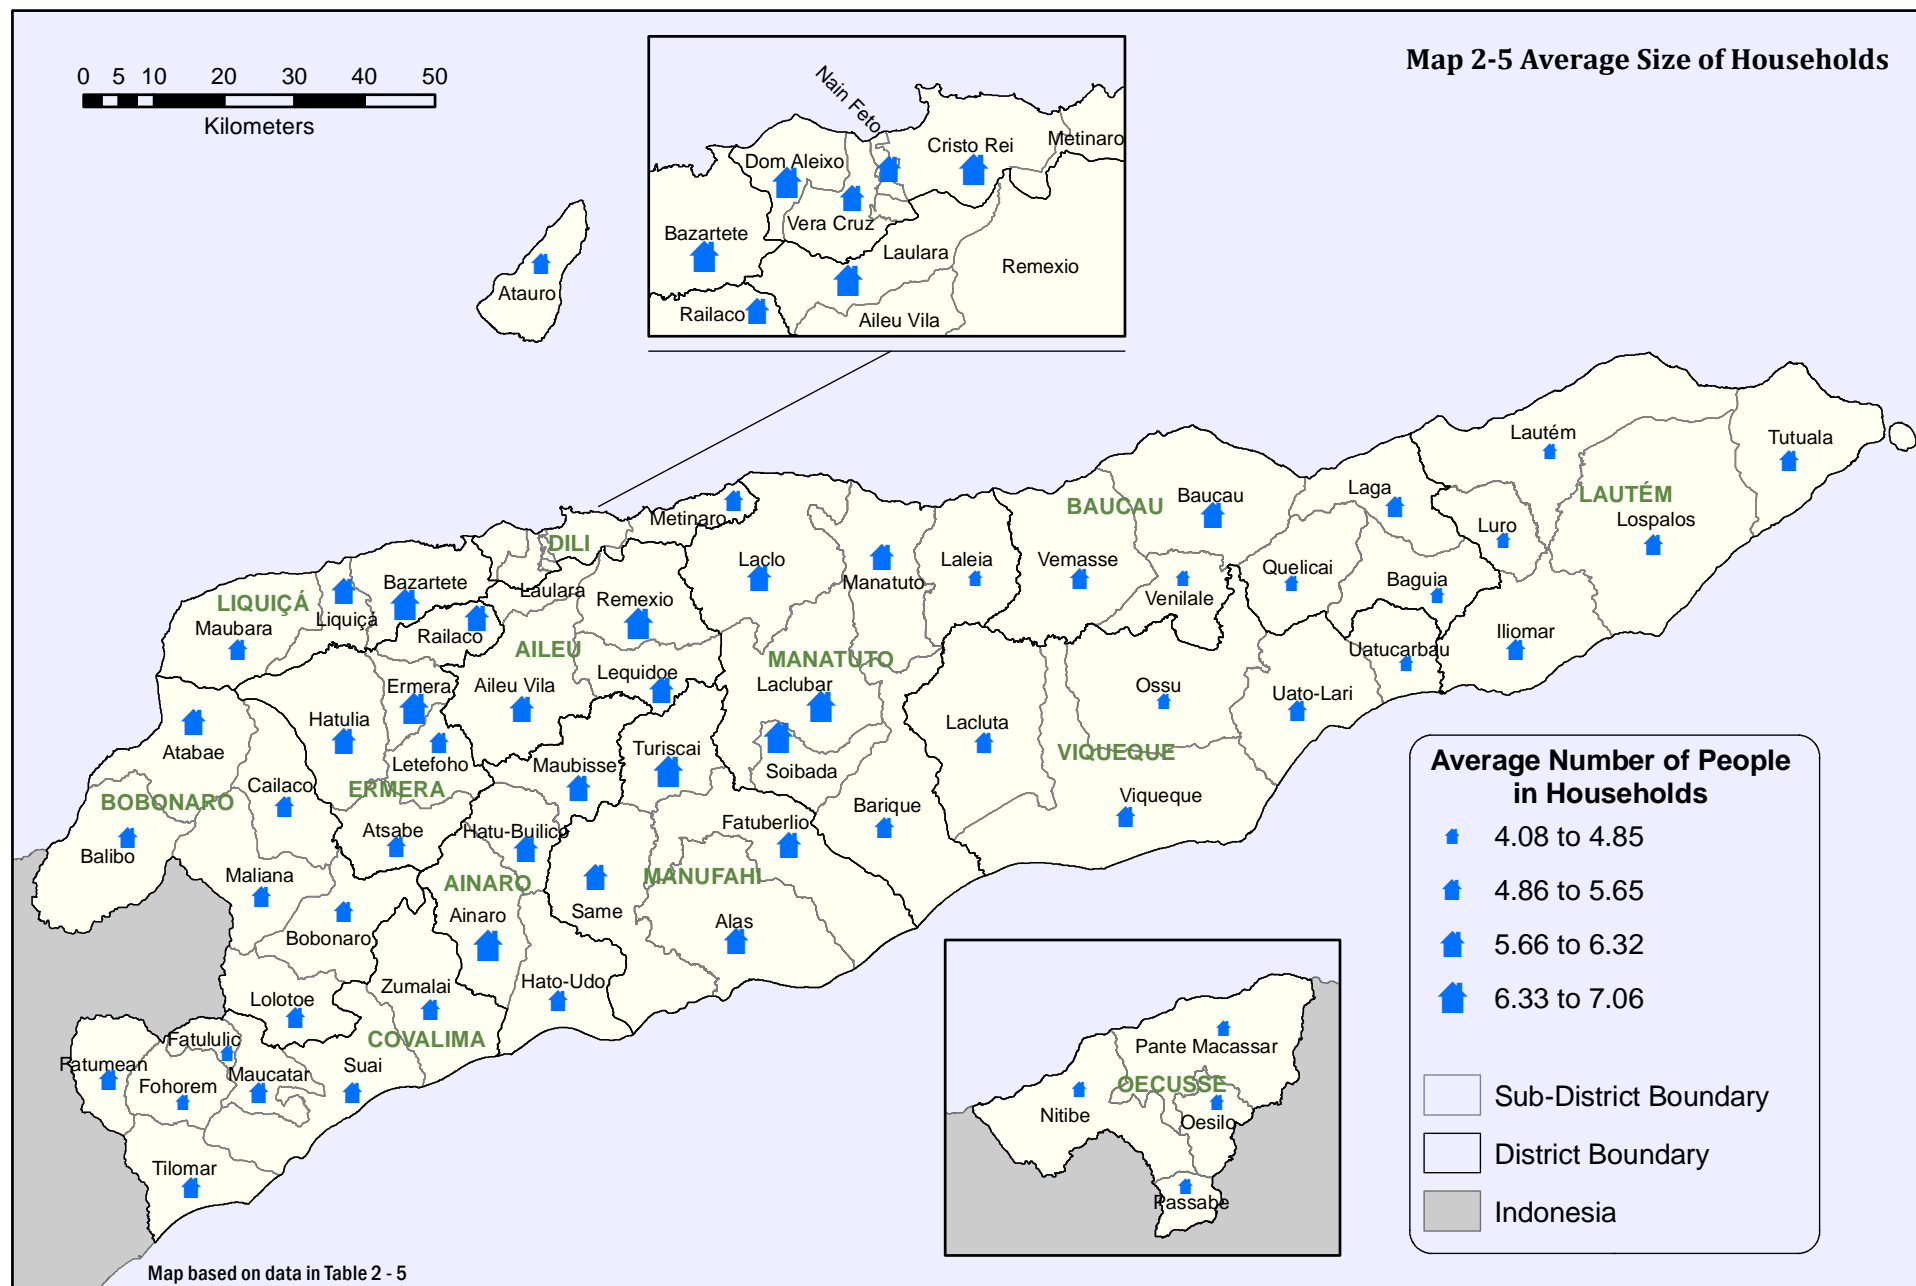 Map 2-5 Average Size of Households
0 5 10 20 30 40 50
Kilometers
Nain Feto
Cristo Rei
Metinaro
Dom Aleixo
Vera Cruz
Bazartete
Laulara
Remexio
Railaco
Aileu Vila
Atauro
Lautém
Tutuala
LAUTÉM
Lospalos
Luro
Iliomar
BAUCAU
Baucau
Laga
Vemasse
Venilale
Quelicai
Baguia
Metinaro
DILI
Laclo
Manatuto
Laleia
LIQUIÇÁ
Maubara
Liquiça
Bazartete
Laulara
Railaco
Remexio
AILEU
Lequidoe
Aileu Vila
MANATUTO
Laclubar
Soibada
Barique
Uatucarbau
Ossu
Uato-Lari
Lacluta
VIQUEQUE
Viqueque
Ermera
Hatulia
Letefoho
ERMERA
Atsabe
Atabae
BOBONARO
Balibo
Cailaco
Maliana
Bobonaro
Lolotoe
Maubisse
Hatu-Builico
AINARO
Ainaro
Hato-Udo
Turiscai
Fatuberlio
MANUFAHI
Same
Alas
Zumalai
COVALIMA
Suai
Fatululic
Fatumean
Fohorem
Maucatar
Tilomar
Pante Macassar
OECUSSE
Nitibe
Oesilo
Passabe
Average Number of People
in Households
4.08 to 4.85
4.86 to 5.65
5.66 to 6.32
6.33 to 7.06
Sub-District Boundary
District Boundary
Indonesia
Map based on data in Table 2 - 5